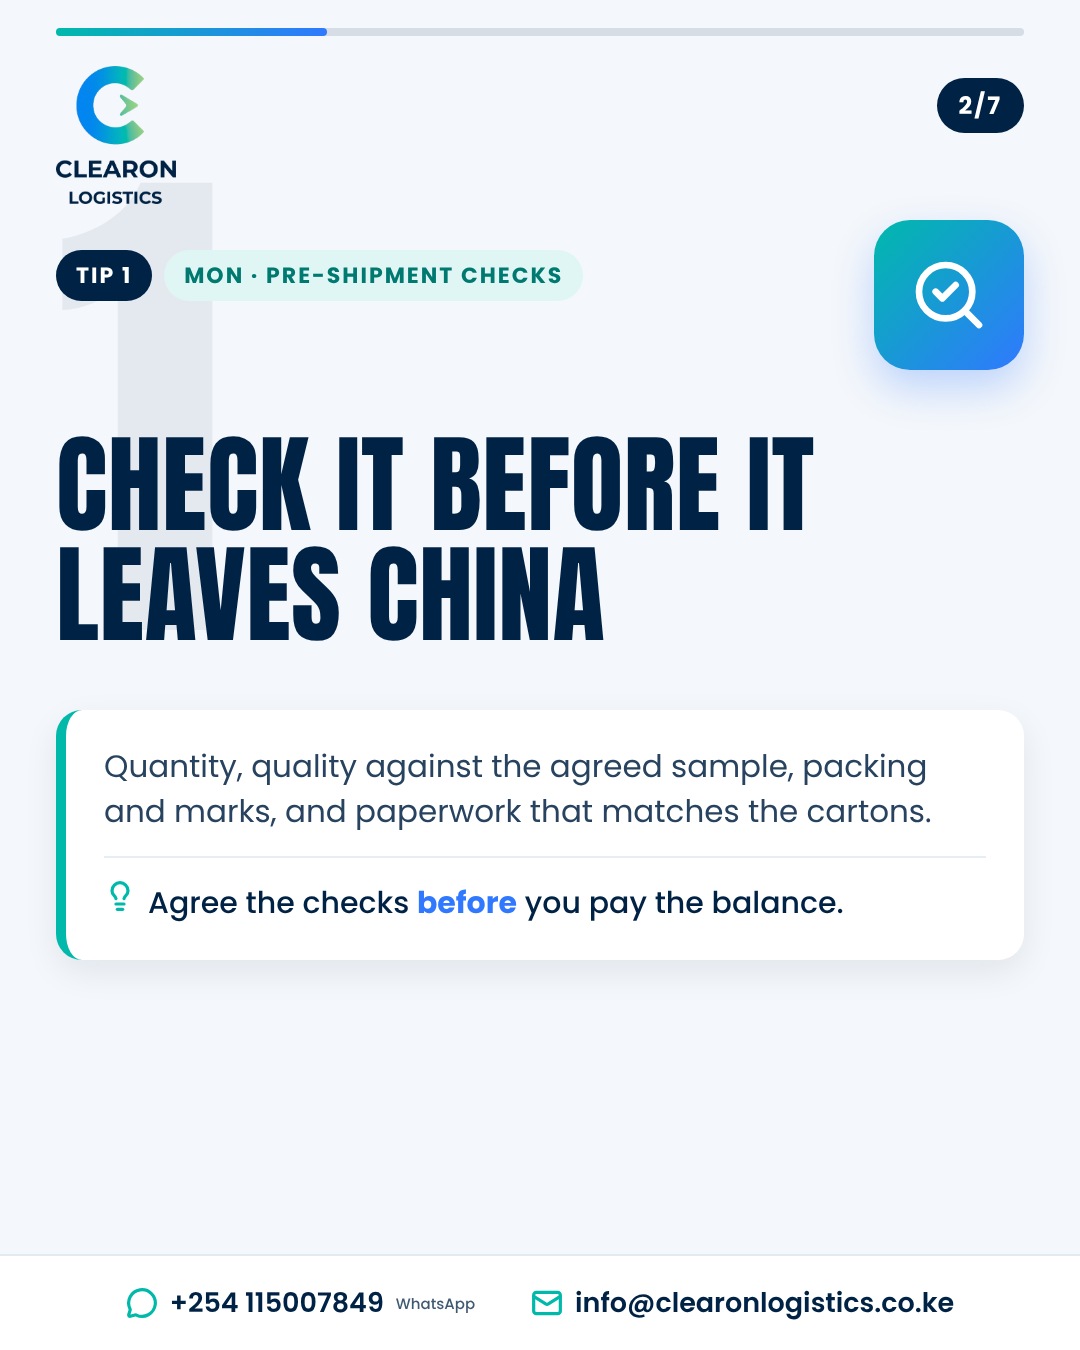 CLEARON
LOGISTICS
2/7
1
TIP 1
MON · PRE-SHIPMENT CHECKS
CHECK IT BEFORE IT
LEAVES CHINA
Quantity, quality against the agreed sample, packing
and marks, and paperwork that matches the cartons.
Agree the checks before you pay the balance.
+254 115007849 WhatsApp
info@clearonlogistics.co.ke